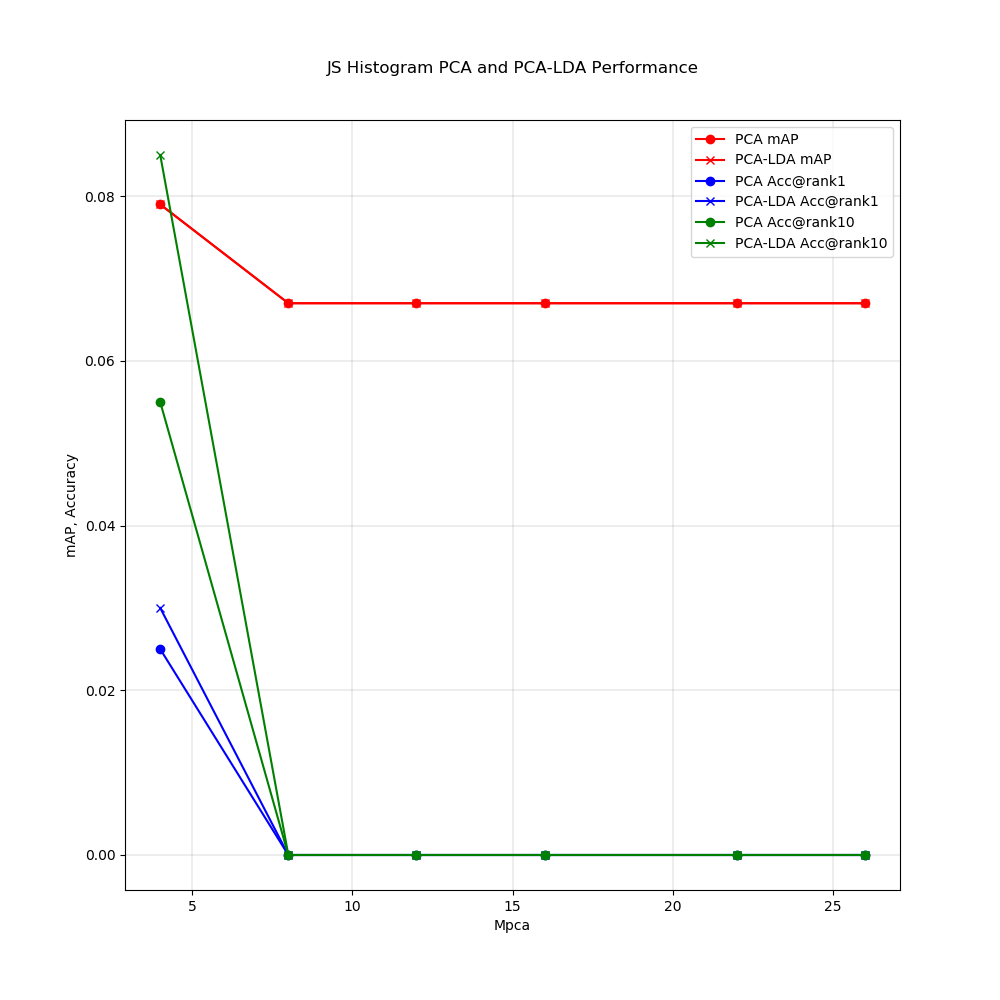 JS Histogram PCA and PCA-LDA Performance
PCA mAP
PCA-LDA mAP
PCA Acc@rank1
PCA-LDA Acc@rank1
PCA Acc@rank10
PCA-LDA Acc@rank10
0.08
0.06
0.04
0.02
0.00
mAP, Accuracy
5 10 15 20 25
Mpca